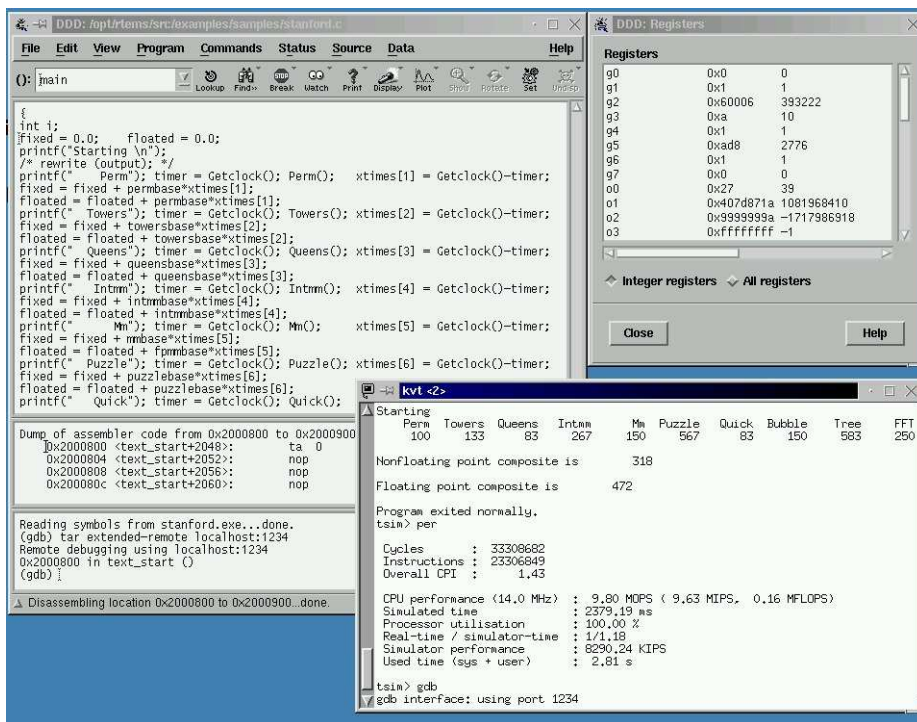 DDD: /opt/rtems/src/examples/samples/stanford.c
File Edit View Program Commands Status Source Data Help
(): main
Lookup Find» Break Watch Print Display Plot Show Rotate Set Undisp
{
int i;
fixed = 0.0;    floated = 0.0;
printf("Starting \n");
/* rewrite (output); */
printf("    Perm"); timer = Getclock(); Perm();   xtimes[1] = Getclock()-timer;
fixed = fixed + permbase*xtimes[1];
floated = floated + permbase*xtimes[1];
printf("  Towers"); timer = Getclock(); Towers(); xtimes[2] = Getclock()-timer;
fixed = fixed + towersbase*xtimes[2];
floated = floated + towersbase*xtimes[2];
printf("  Queens"); timer = Getclock(); Queens(); xtimes[3] = Getclock()-timer;
fixed = fixed + queensbase*xtimes[3];
floated = floated + queensbase*xtimes[3];
printf("   Intmm"); timer = Getclock(); Intmm();  xtimes[4] = Getclock()-timer;
fixed = fixed + intmmbase*xtimes[4];
floated = floated + intmmbase*xtimes[4];
printf("      Mm"); timer = Getclock(); Mm();     xtimes[5] = Getclock()-timer;
fixed = fixed + mmbase*xtimes[5];
floated = floated + fpmmbase*xtimes[5];
printf("  Puzzle"); timer = Getclock(); Puzzle(); xtimes[6] = Getclock()-timer;
fixed = fixed + puzzlebase*xtimes[6];
floated = floated + puzzlebase*xtimes[6];
printf("   Quick"); timer = Getclock(); Quick();
Dump of assembler code from 0x2000800 to 0x2000900
0x2000800 <text_start+2048>:    ta  0
0x2000804 <text_start+2052>:    nop
0x2000808 <text_start+2056>:    nop
0x200080c <text_start+2060>:    nop
Reading symbols from stanford.exe...done.
(gdb) tar extended-remote localhost:1234
Remote debugging using localhost:1234
0x2000800 in text_start ()
(gdb)
Disassembling location 0x2000800 to 0x2000900...done.
DDD: Registers
Registers
g0 0x0 0
g1 0x1 1
g2 0x60006 393222
g3 0xa 10
g4 0x1 1
g5 0xad8 2776
g6 0x1 1
g7 0x0 0
o0 0x27 39
o1 0x407d871a 1081968410
o2 0x9999999a -1717986918
o3 0xffffffff -1
Integer registers All registers
Close Help
kvt <2>
Starting
Perm Towers Queens Intmm Mm Puzzle Quick Bubble Tree FFT
100 133 83 267 150 567 83 150 583 250
Nonfloating point composite is 318
Floating point composite is 472
Program exited normally.
tsim> per
Cycles : 33308682
Instructions : 23306849
Overall CPI : 1.43
CPU performance (14.0 MHz) : 9.80 MOPS ( 9.63 MIPS, 0.16 MFLOPS)
Simulated time : 2379.19 ms
Processor utilisation : 100.00 %
Real-time / simulator-time : 1/1.18
Simulator performance : 8290.24 KIPS
Used time (sys + user) : 2.81 s
tsim> gdb
gdb interface: using port 1234